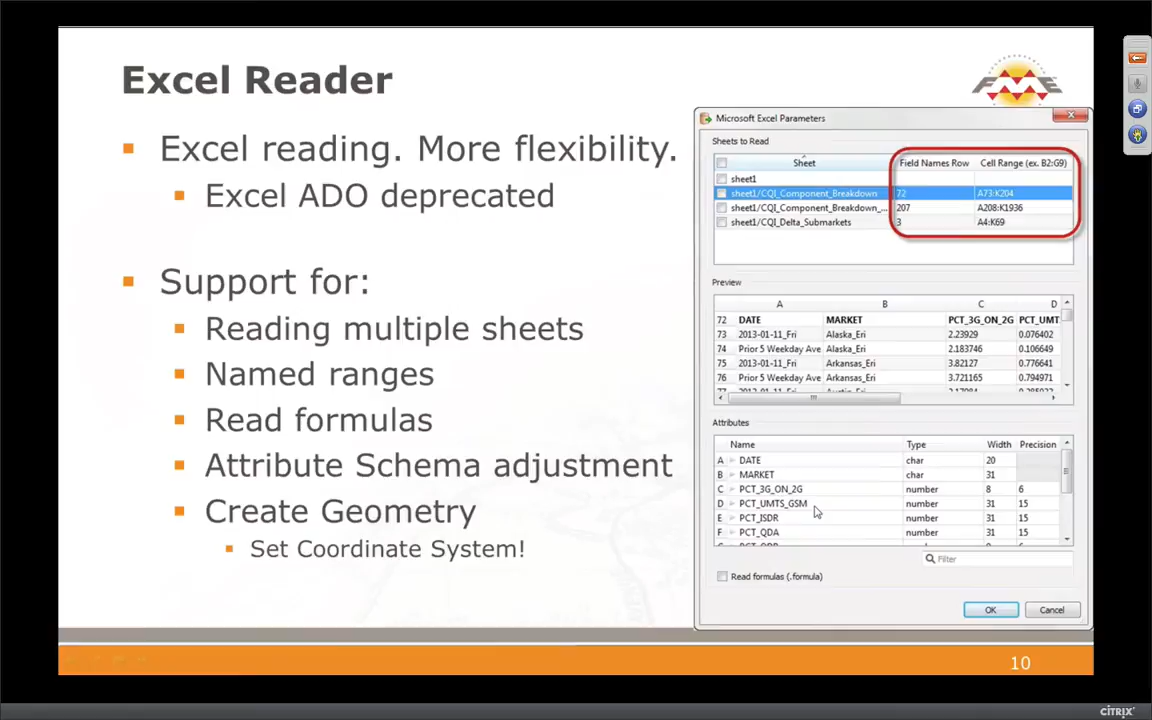 Excel Reader
FME
Excel reading. More flexibility.
Excel ADO deprecated
Support for:
Reading multiple sheets
Named ranges
Read formulas
Attribute Schema adjustment
Create Geometry
Set Coordinate System!
Microsoft Excel Parameters
Sheets to Read
Sheet Field Names Row Cell Range (ex. B2:G9)
sheet1
sheet1/CQI_Component_Breakdown 72 A73:K204
sheet1/CQI_Component_Breakdown_... 207 A208:K1936
sheet1/CQI_Delta_Submarkets 3 A4:K69
Preview
A B C D
72 DATE MARKET PCT_3G_ON_2G PCT_UMT
73 2013-01-11_Fri Alaska_Eri 2.23929 0.076402
74 Prior 5 Weekday Ave Alaska_Eri 2.183746 0.106649
75 2013-01-11_Fri Arkansas_Eri 3.82127 0.776641
76 Prior 5 Weekday Ave Arkansas_Eri 3.721165 0.794971
Attributes
Name Type Width Precision
A DATE char 20
B MARKET char 31
C PCT_3G_ON_2G number 8 6
D PCT_UMTS_GSM number 31 15
E PCT_ISDR number 31 15
F PCT_QDA number 31 15
Filter
Read formulas (.formula)
OK Cancel
10
CITRIX